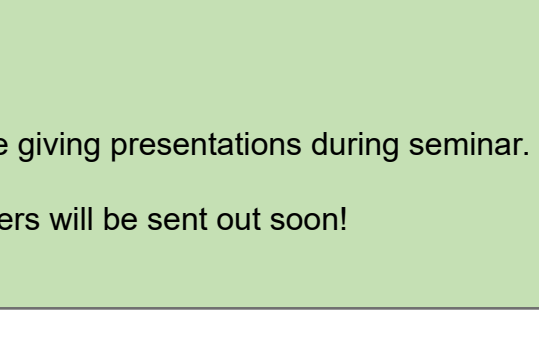 e giving presentations during seminar.
ers will be sent out soon!